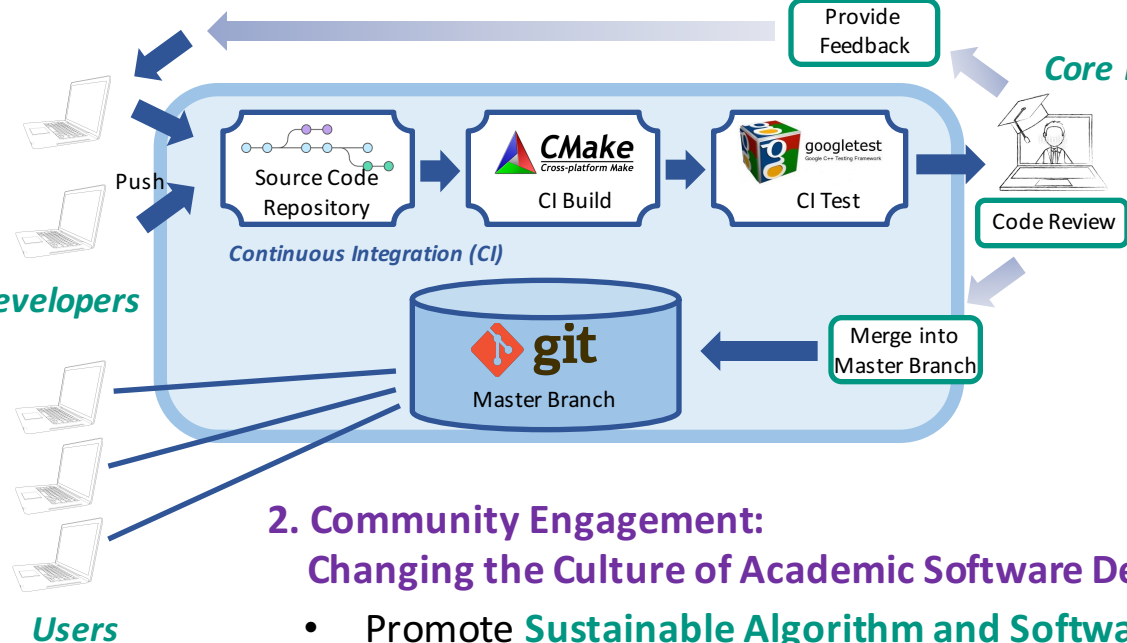 Provide
Feedback
Core
Push
Source Code
Repository
CMake
Cross-platform Make
CI Build
googletest
Google C++ Testing Framework
CI Test
Code Review
Continuous Integration (CI)
evelopers
git
Master Branch
Merge into
Master Branch
2. Community Engagement:
Changing the Culture of Academic Software De
• Promote Sustainable Algorithm and Softwa
Users